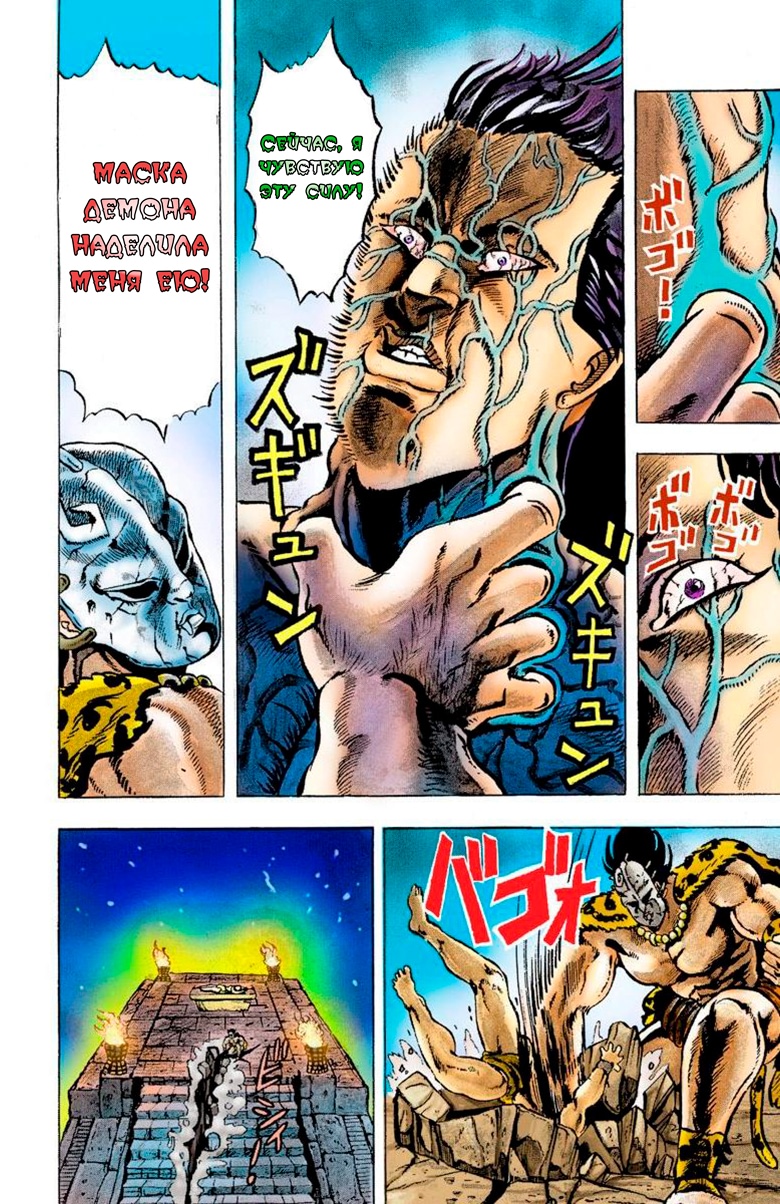 ボゴ!
ボゴ
ボゴ
СЕЙЧАС, Я
ЧУВСТВУЮ
ЭТУ СИЛУ!
ズギュン
ズキュン
МАСКА
ДЕМОНА
НАДЕЛИЛА
МЕНЯ ЕЮ!
バゴォ
ビシィ!